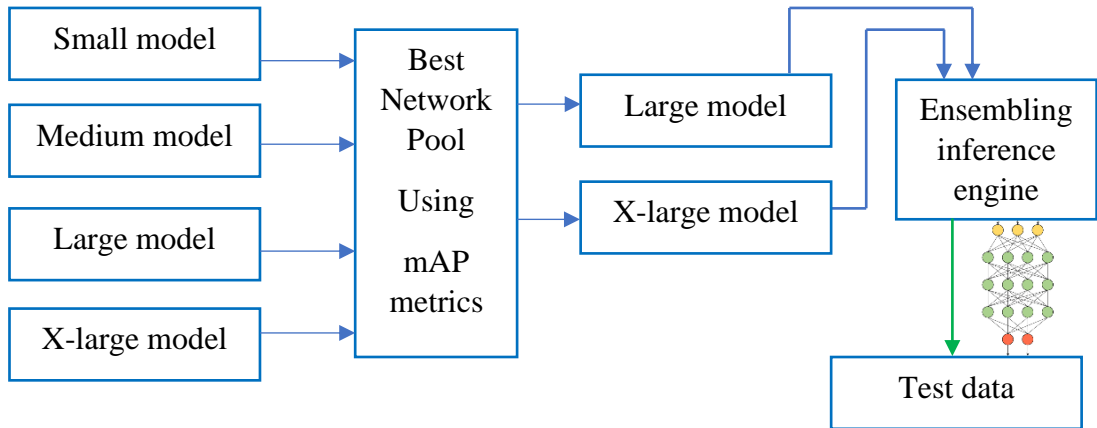 Small model
Medium model
Large model
X-large model
Best
Network
Pool
Using
mAP
metrics
Large model
X-large model
Ensembling
inference
engine
Test data